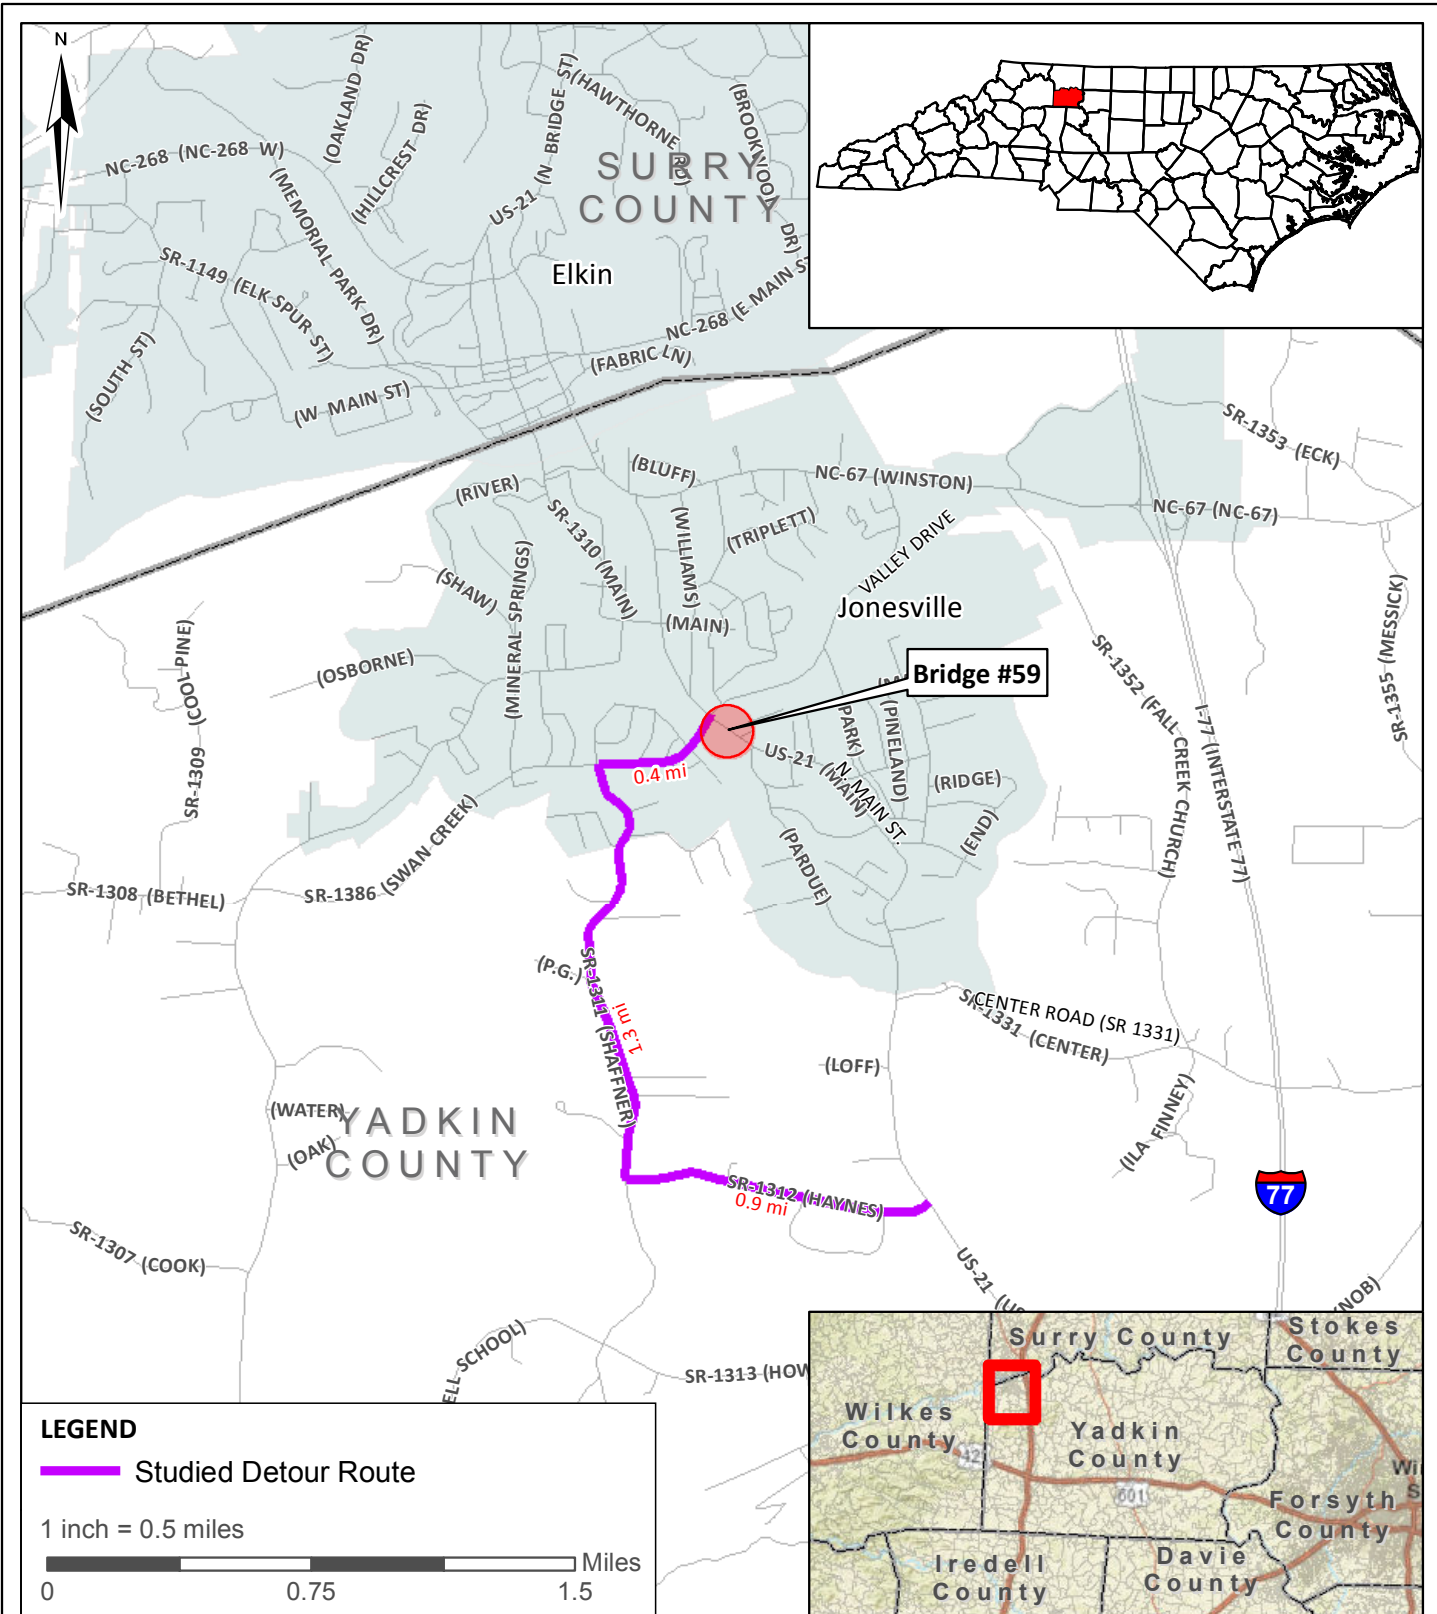 N
(OAKLAND DR)
(HILLCREST DR)
NC-268 (NC-268 W)
(MEMORIAL PARK DR)
US-21 (N BRIDGE ST)
(HAWTHORNE RD)
(BROOKWOOD DR)
SURRY
COUNTY
Elkin
SR-1149 (ELK SPUR ST)
(SOUTH ST)
(W MAIN ST)
NC-268 (E MAIN ST
(FABRIC LN)
SR-1353 (ECK)
(BLUFF)
NC-67 (WINSTON)
NC-67 (NC-67)
(RIVER)
SR-1310 (MAIN)
(WILLIAMS)
(TRIPLETT)
VALLEY DRIVE
Jonesville
(SHAW)
(MINERAL SPRINGS)
(MAIN)
(OSBORNE)
SR-1309 (COOL PINE)
Bridge #59
SR-1352 (FALL CREEK CHURCH)
SR-1355 (MESSICK)
I-77 (INTERSTATE 77)
0.4 mi
US-21 (MAIN)
(PARK)
(PINELAND)
N. MAIN ST.
(RIDGE)
(END)
(PARDUE)
SR-1308 (BETHEL)
SR-1386 (SWAN CREEK)
(P.G.)
SR-1311 (SHAFFNER)
1.3 mi
CENTER ROAD (SR 1331)
SR-1331 (CENTER)
(LOFF)
(ILA FINNEY)
(WATER)
(OAK)
YADKIN
COUNTY
SR-1312 (HAYNES)
0.9 mi
77
SR-1307 (COOK)
US-21 (US
(NOB)
ELL SCHOOL)
SR-1313 (HOW
LEGEND
Studied Detour Route
1 inch = 0.5 miles
Miles
0 0.75 1.5
Surry County
Stokes
County
Wilkes
County
421
Yadkin
County
601
Forsyth
County
Wi
S
Iredell
County
Davie
County